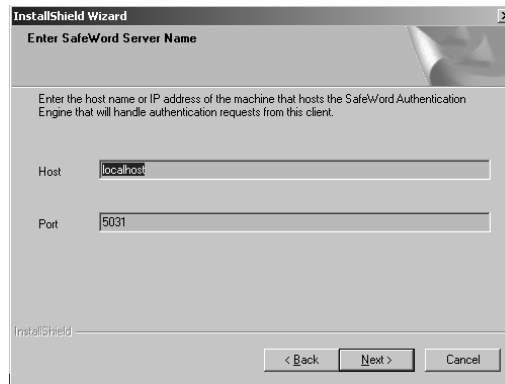 InstallShield Wizard
Enter SafeWord Server Name
Enter the host name or IP address of the machine that hosts the SafeWord Authentication
Engine that will handle authentication requests from this client.
Host
localhost
Port
5031
InstallShield
< Back
Next >
Cancel